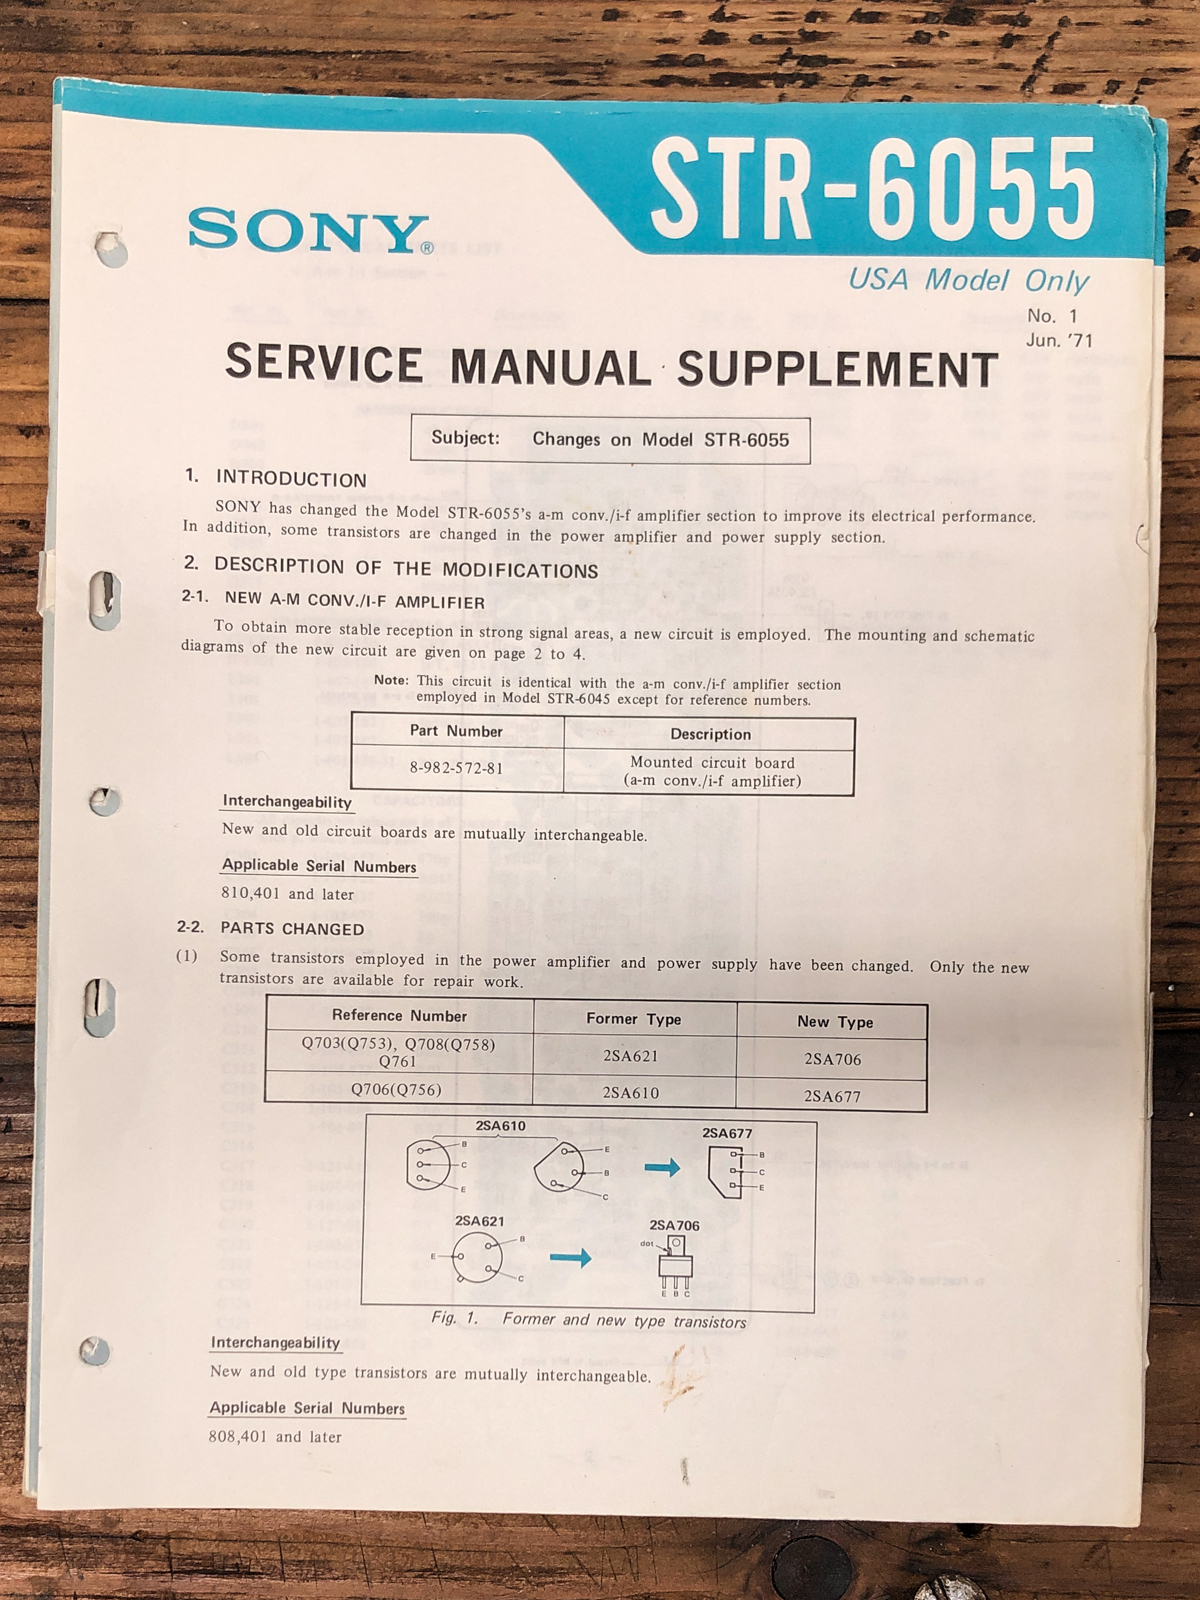 STR-6055
SONY®
USA Model Only
No. 1
Jun. '71
SERVICE MANUAL SUPPLEMENT
Subject: Changes on Model STR-6055
1. INTRODUCTION
SONY has changed the Model STR-6055's a-m conv./i-f amplifier section to improve its electrical performance.
In addition, some transistors are changed in the power amplifier and power supply section.
2. DESCRIPTION OF THE MODIFICATIONS
2-1. NEW A-M CONV./I-F AMPLIFIER
To obtain more stable reception in strong signal areas, a new circuit is employed. The mounting and schematic
diagrams of the new circuit are given on page 2 to 4.
Note: This circuit is identical with the a-m conv./i-f amplifier section
employed in Model STR-6045 except for reference numbers.
Part Number Description
8-982-572-81 Mounted circuit board
(a-m conv./i-f amplifier)
Interchangeability
New and old circuit boards are mutually interchangeable.
Applicable Serial Numbers
810,401 and later
2-2. PARTS CHANGED
(1) Some transistors employed in the power amplifier and power supply have been changed. Only the new
transistors are available for repair work.
Reference Number Former Type New Type
Q703(Q753), Q708(Q758)
Q761 2SA621 2SA706
Q706(Q756) 2SA610 2SA677
2SA610 2SA677
B E B
C B C
E C E
2SA621 2SA706
B dot
E
C
E B C
Fig. 1. Former and new type transistors
Interchangeability
New and old type transistors are mutually interchangeable.
Applicable Serial Numbers
808,401 and later